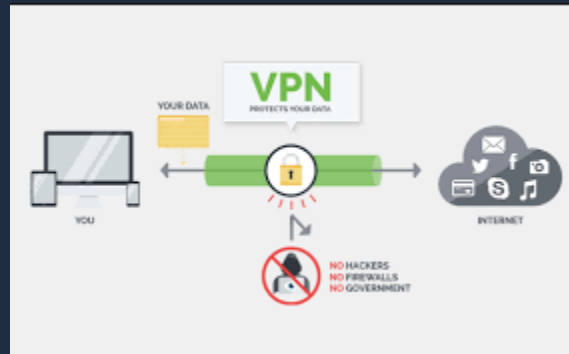 VPN
PROTECTS YOUR DATA
YOUR DATA
YOU
INTERNET
NO HACKERS
NO FIREWALLS
NO GOVERNMENT